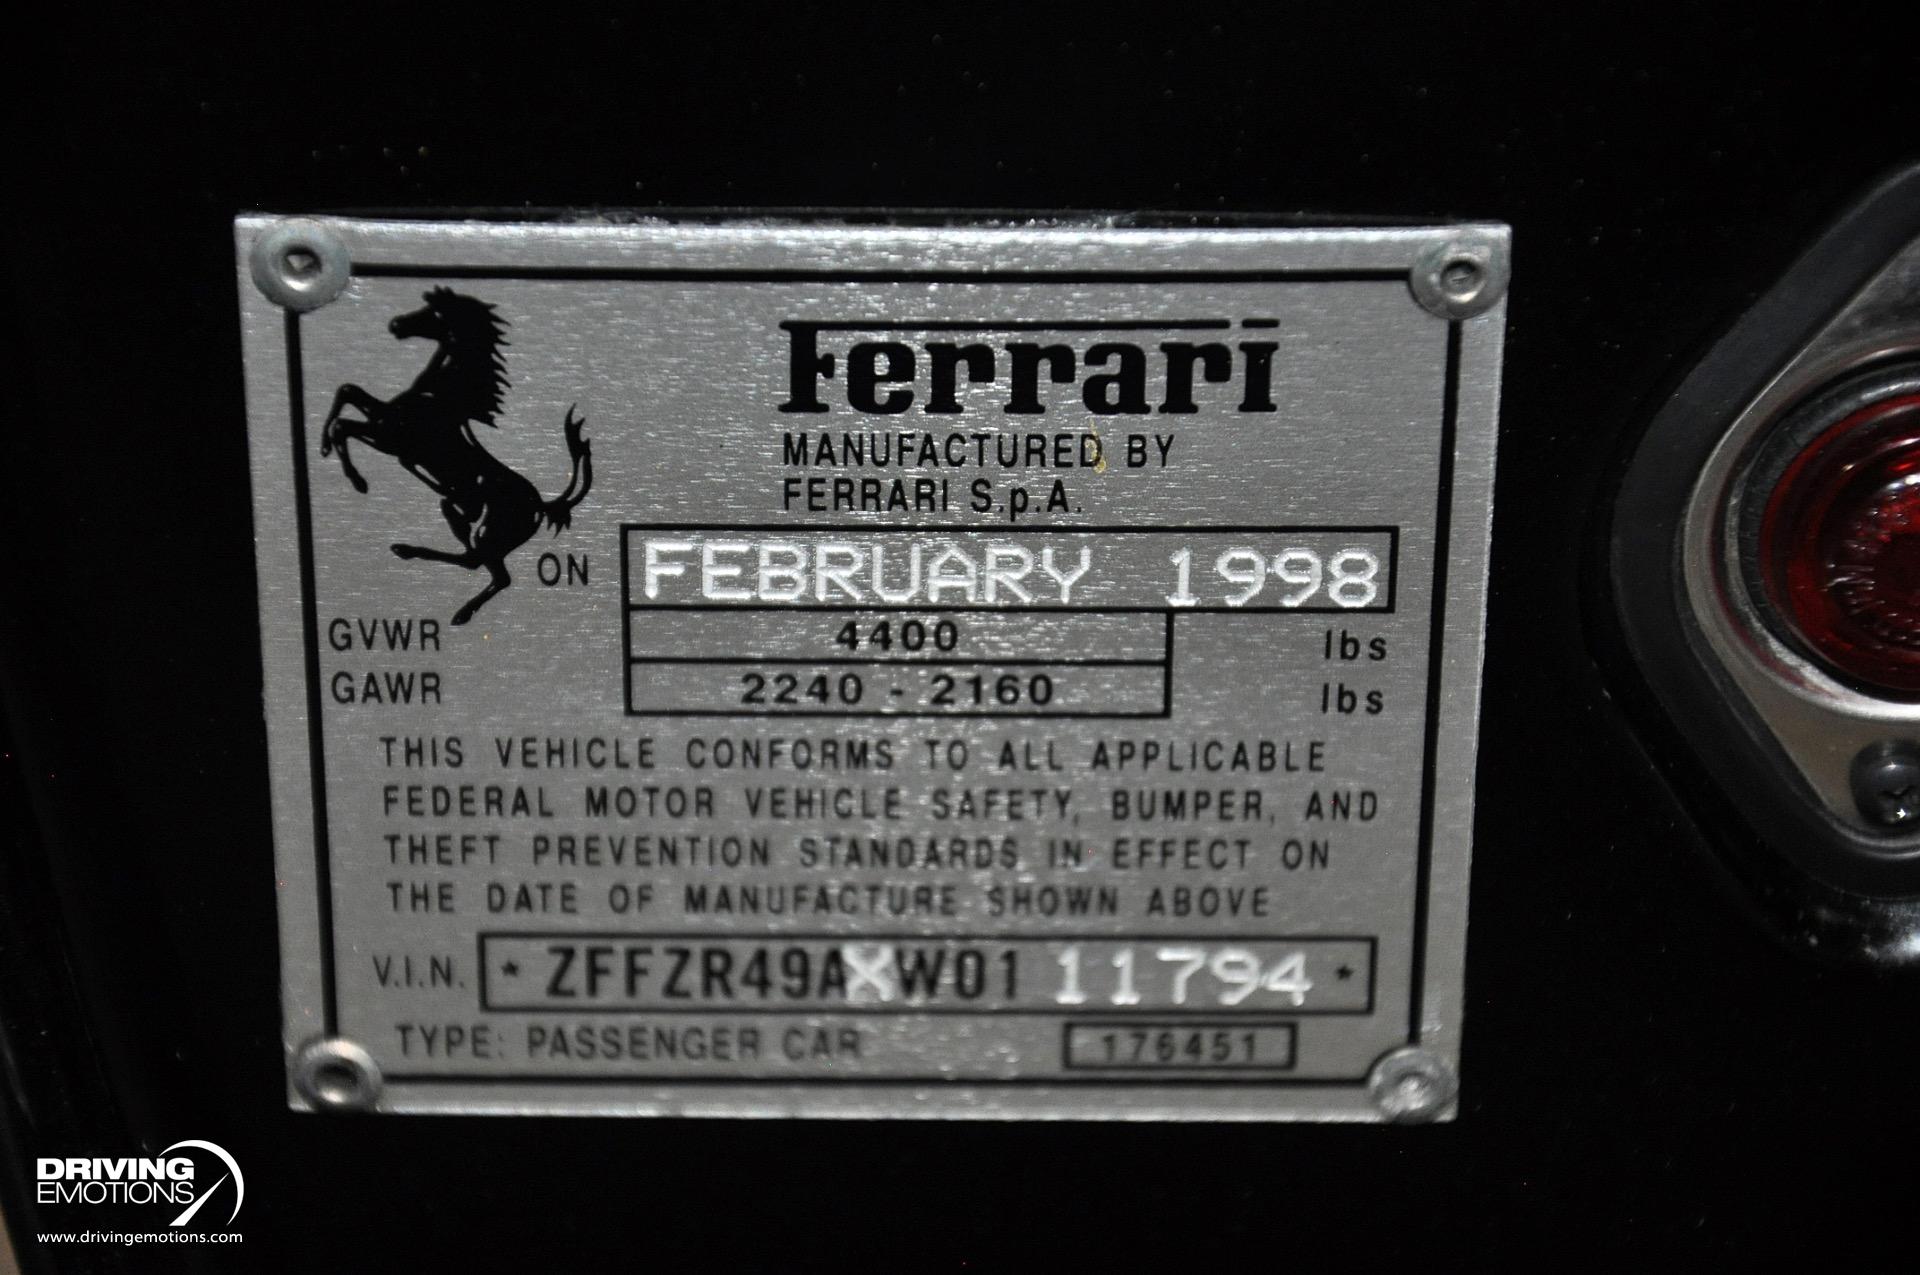 Ferrari
MANUFACTURED BY
FERRARI S.p.A.
ON FEBRUARY 1998
GVWR 4400 lbs
GAWR 2240 - 2160 lbs
THIS VEHICLE CONFORMS TO ALL APPLICABLE
FEDERAL MOTOR VEHICLE SAFETY, BUMPER, AND
THEFT PREVENTION STANDARDS IN EFFECT ON
THE DATE OF MANUFACTURE SHOWN ABOVE
V.I.N. * ZFFZR49AXW01 11794 *
TYPE: PASSENGER CAR 176451
DRIVING
EMOTIONS
www.drivingemotions.com